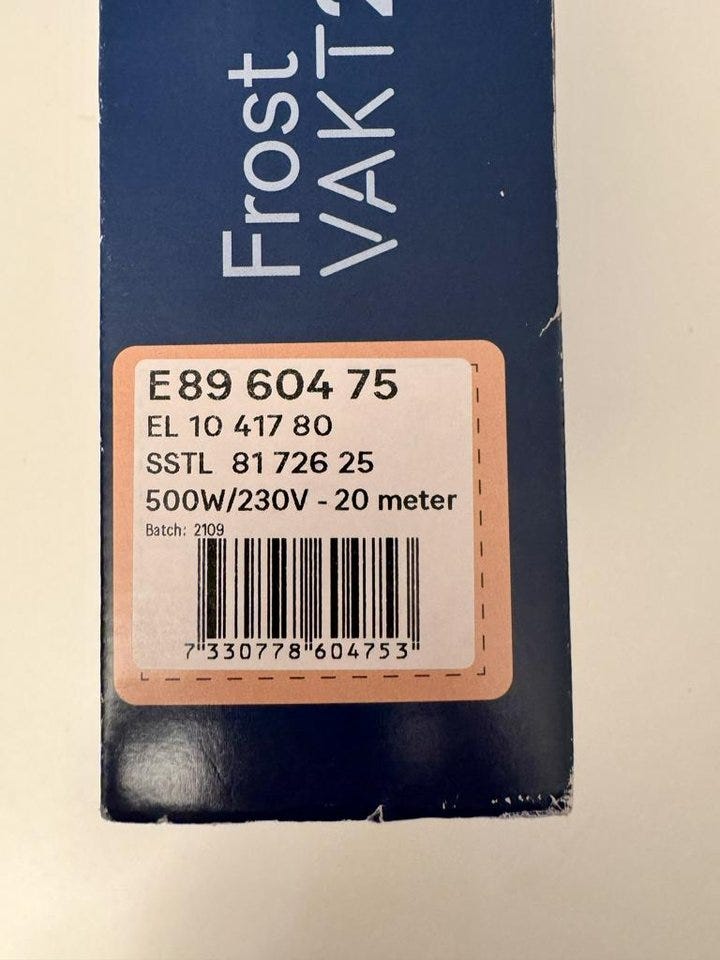 Frost
VAKT2
E89 604 75
EL 10 417 80
SSTL 81 726 25
500W/230V - 20 meter
Batch: 2109
7"330778"604753"